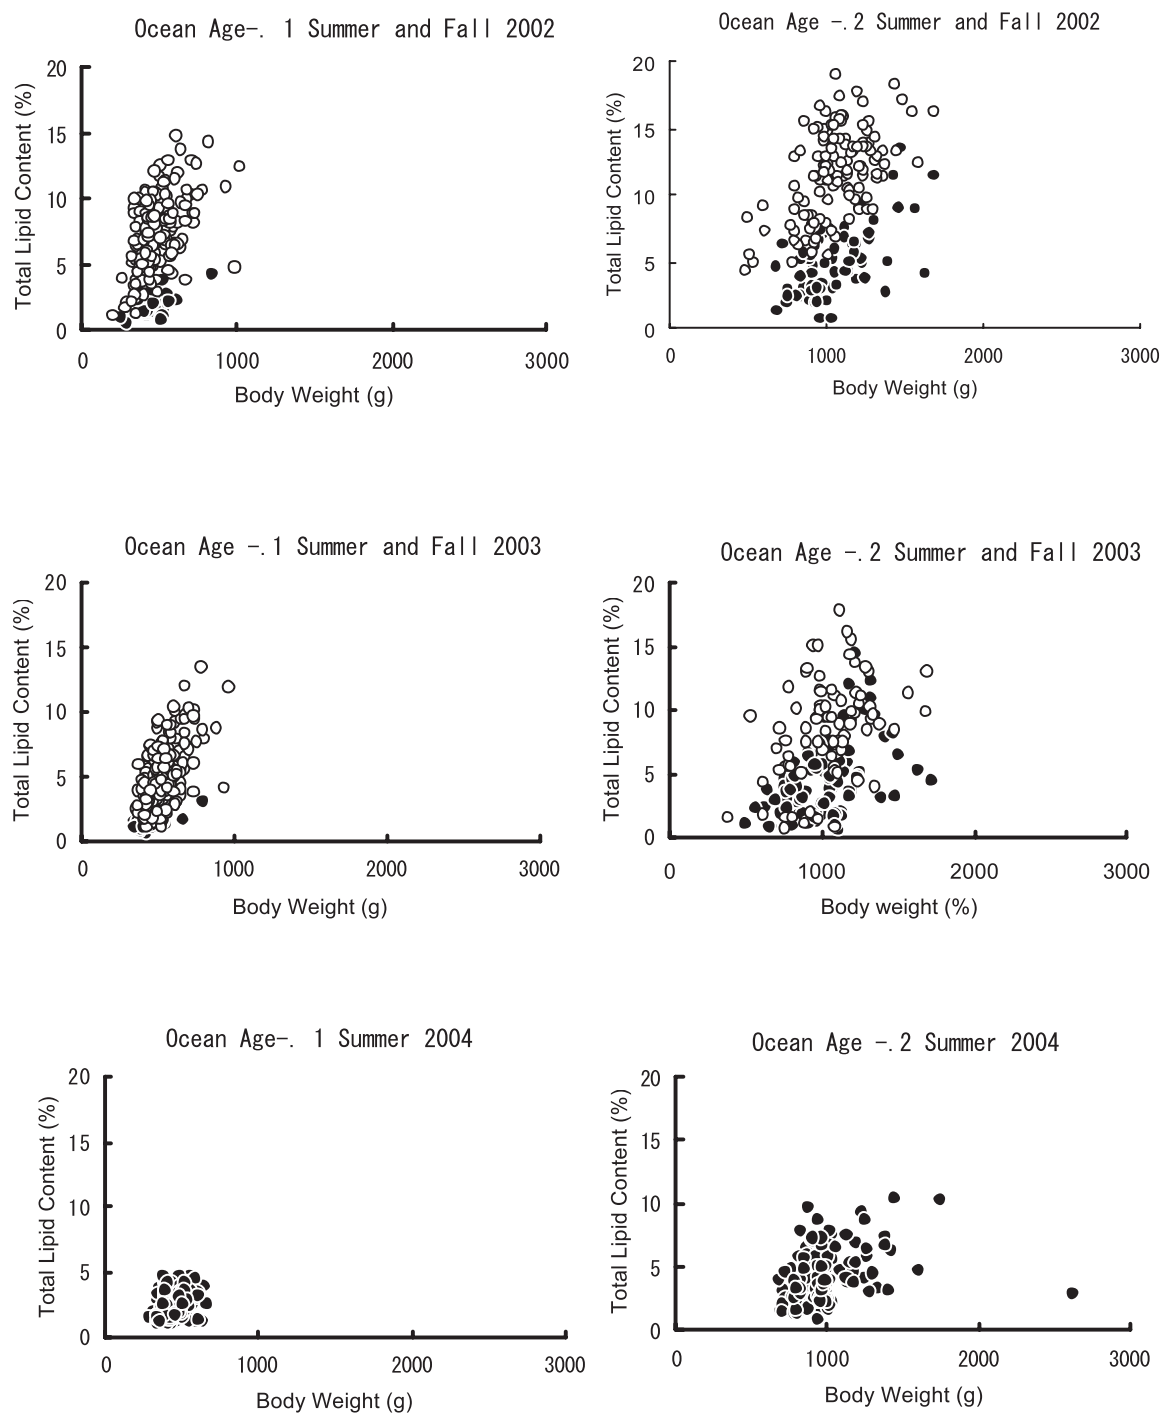 Ocean Age-. 1 Summer and Fall 2002
Total Lipid Content (%)
20
15
10
5
0
0 1000 2000 3000
Body Weight (g)
Ocean Age -.2 Summer and Fall 2002
Total Lipid Content (%)
20
15
10
5
0
0 1000 2000 3000
Body Weight (g)
Ocean Age -.1 Summer and Fall 2003
Total Lipid Content (%)
20
15
10
5
0
0 1000 2000 3000
Body Weight (g)
Ocean Age -.2 Summer and Fall 2003
Total Lipid Content (%)
20
15
10
5
0
0 1000 2000 3000
Body weight (%)
Ocean Age-. 1 Summer 2004
Total Lipid Content (%)
20
15
10
5
0
0 1000 2000 3000
Body Weight (g)
Ocean Age -.2 Summer 2004
Total Lipid Content (%)
20
15
10
5
0
0 1000 2000 3000
Body Weight (g)